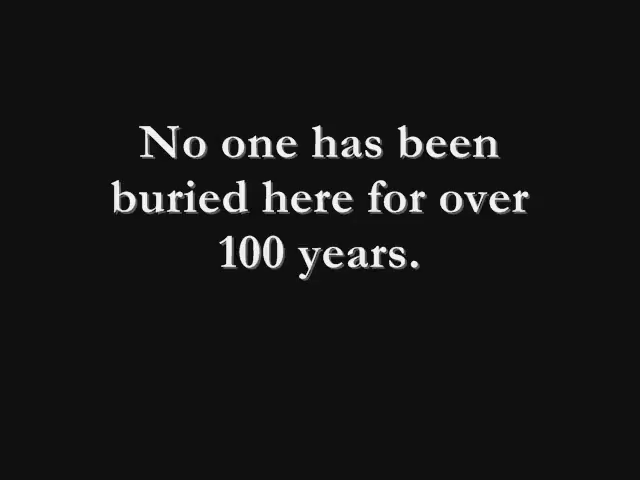 No one has been
buried here for over
100 years.